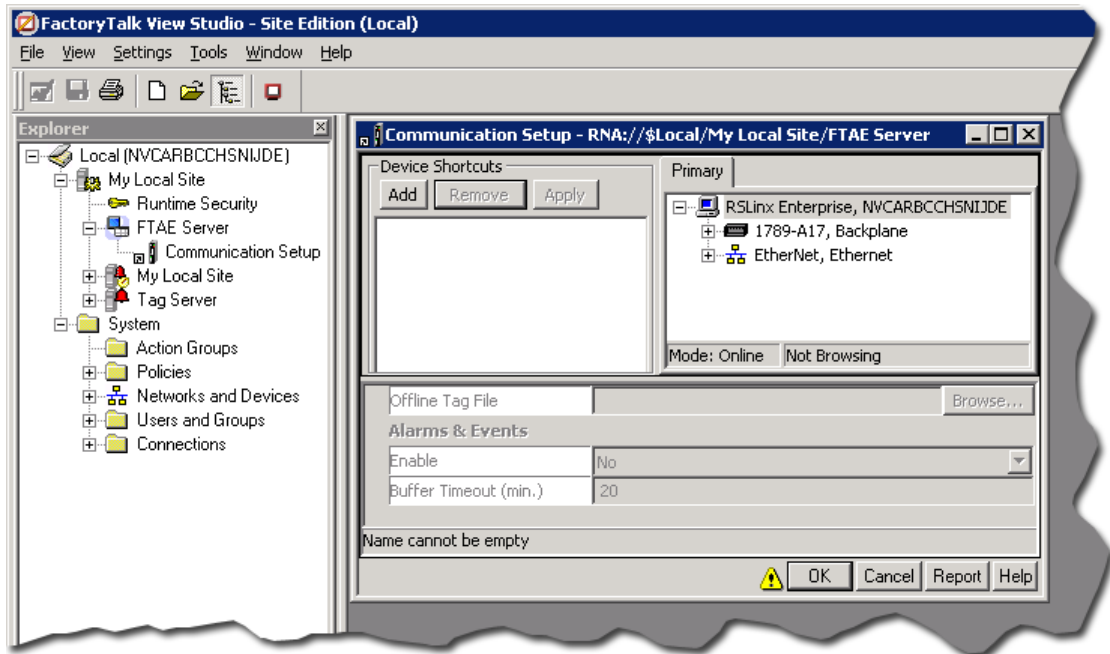 FactoryTalk View Studio - Site Edition (Local)
File View Settings Tools Window Help
Explorer
Local (NVCARBCCHSNIJDE)
My Local Site
Runtime Security
FTAE Server
Communication Setup
My Local Site
Tag Server
System
Action Groups
Policies
Networks and Devices
Users and Groups
Connections
Communication Setup - RNA://$Local/My Local Site/FTAE Server
Device Shortcuts
Add Remove Apply
Primary
RSLinx Enterprise, NVCARBCCHSNIJDE
1789-A17, Backplane
EtherNet, Ethernet
Mode: Online Not Browsing
Offline Tag File Browse...
Alarms & Events
Enable No
Buffer Timeout (min.) 20
Name cannot be empty
OK Cancel Report Help